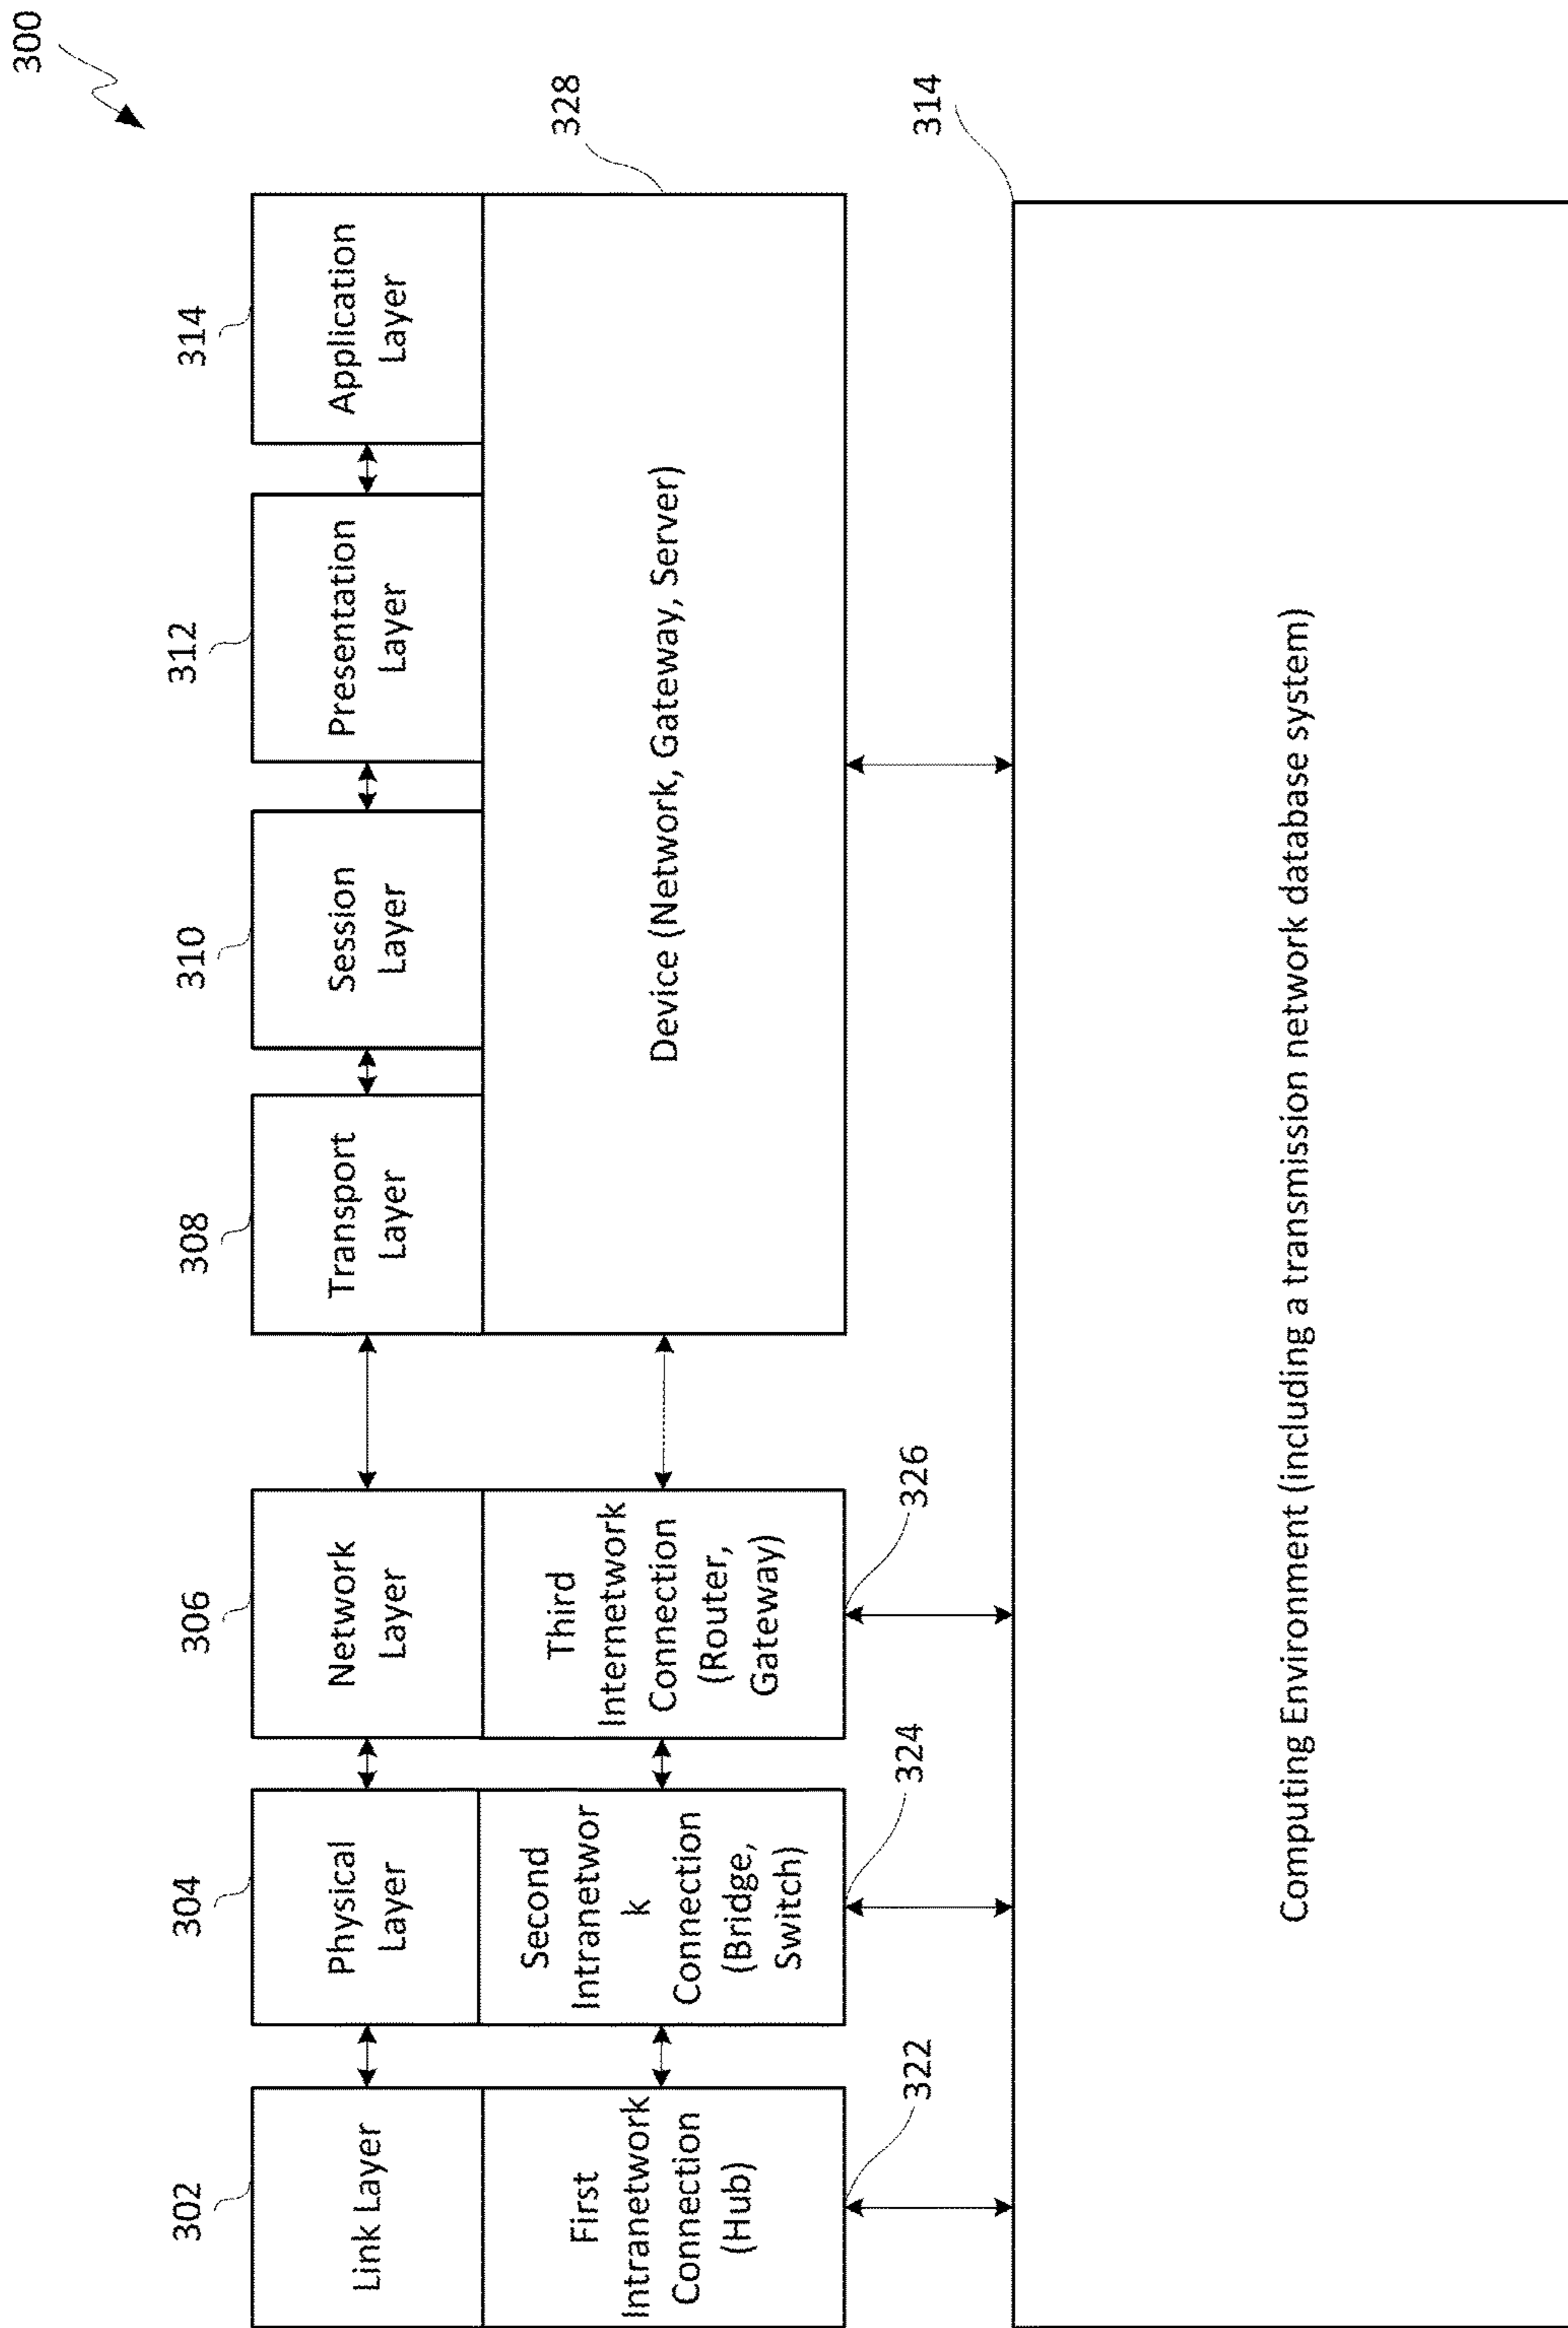 300
302
Link Layer
304
Physical
Layer
306
Network
Layer
308
Transport
Layer
310
Session
Layer
312
Presentation
Layer
314
Application
Layer
First
Intranetwork
Connection
(Hub)
Second
Intranetwor
k
Connection
(Bridge,
Switch)
Third
Internetwork
Connection
(Router,
Gateway)
Device (Network, Gateway, Server)
328
322
324
326
314
Computing Environment (including a transmission network database system)